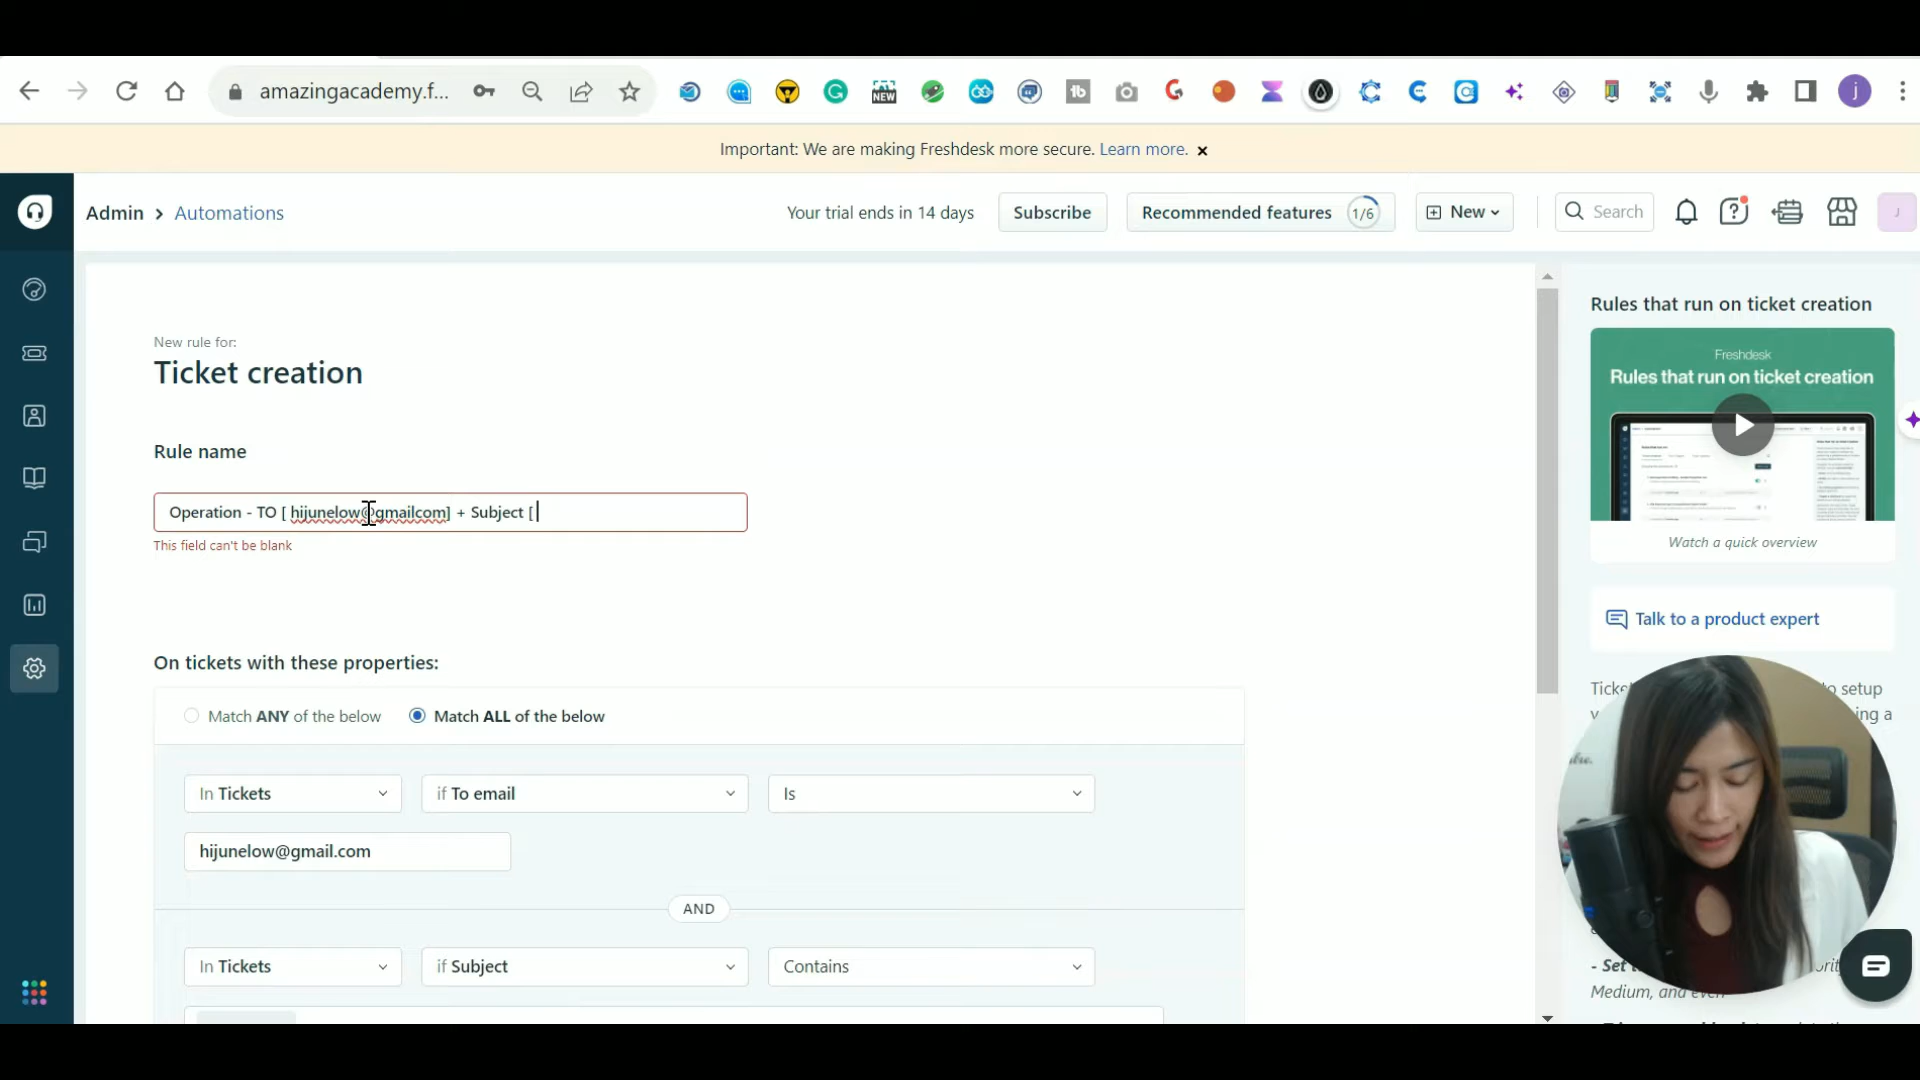 amazingacademy.f...
NEW
j
Important: We are making Freshdesk more secure. Learn more. ×
Admin > Automations
Your trial ends in 14 days
Subscribe
Recommended features 1/6
New
Search
J
New rule for:
Ticket creation
Rule name
Operation - TO [ hijunelow@gmailcom] + Subject [
This field can't be blank
On tickets with these properties:
Match ANY of the below
Match ALL of the below
In Tickets
if To email
Is
hijunelow@gmail.com
AND
In Tickets
if Subject
Contains
Rules that run on ticket creation
Freshdesk
Rules that run on ticket creation
Watch a quick overview
Talk to a product expert
o setup
ing a
Medium, and even